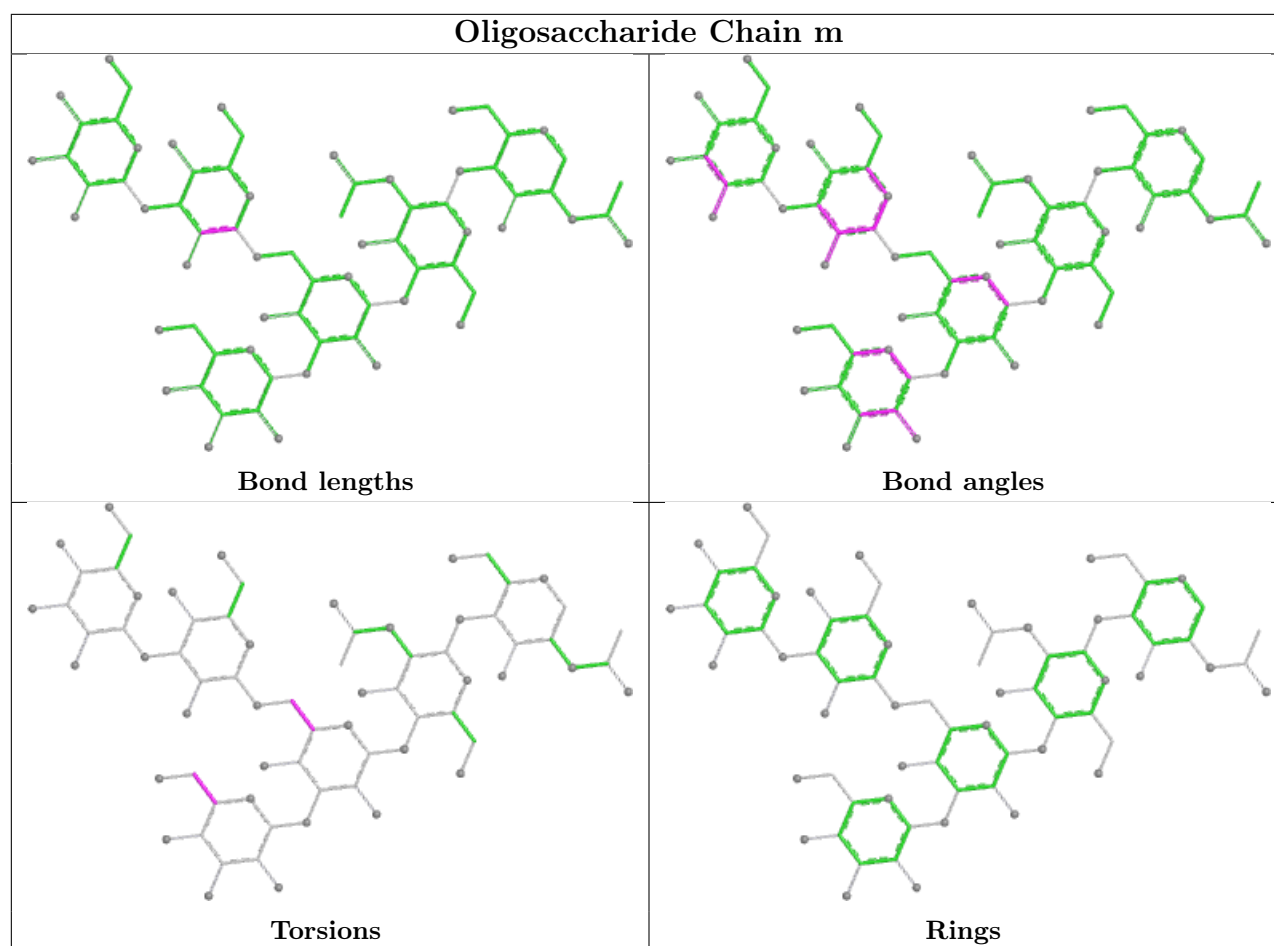 Oligosaccharide Chain m
Bond lengths
Bond angles
Torsions
Rings